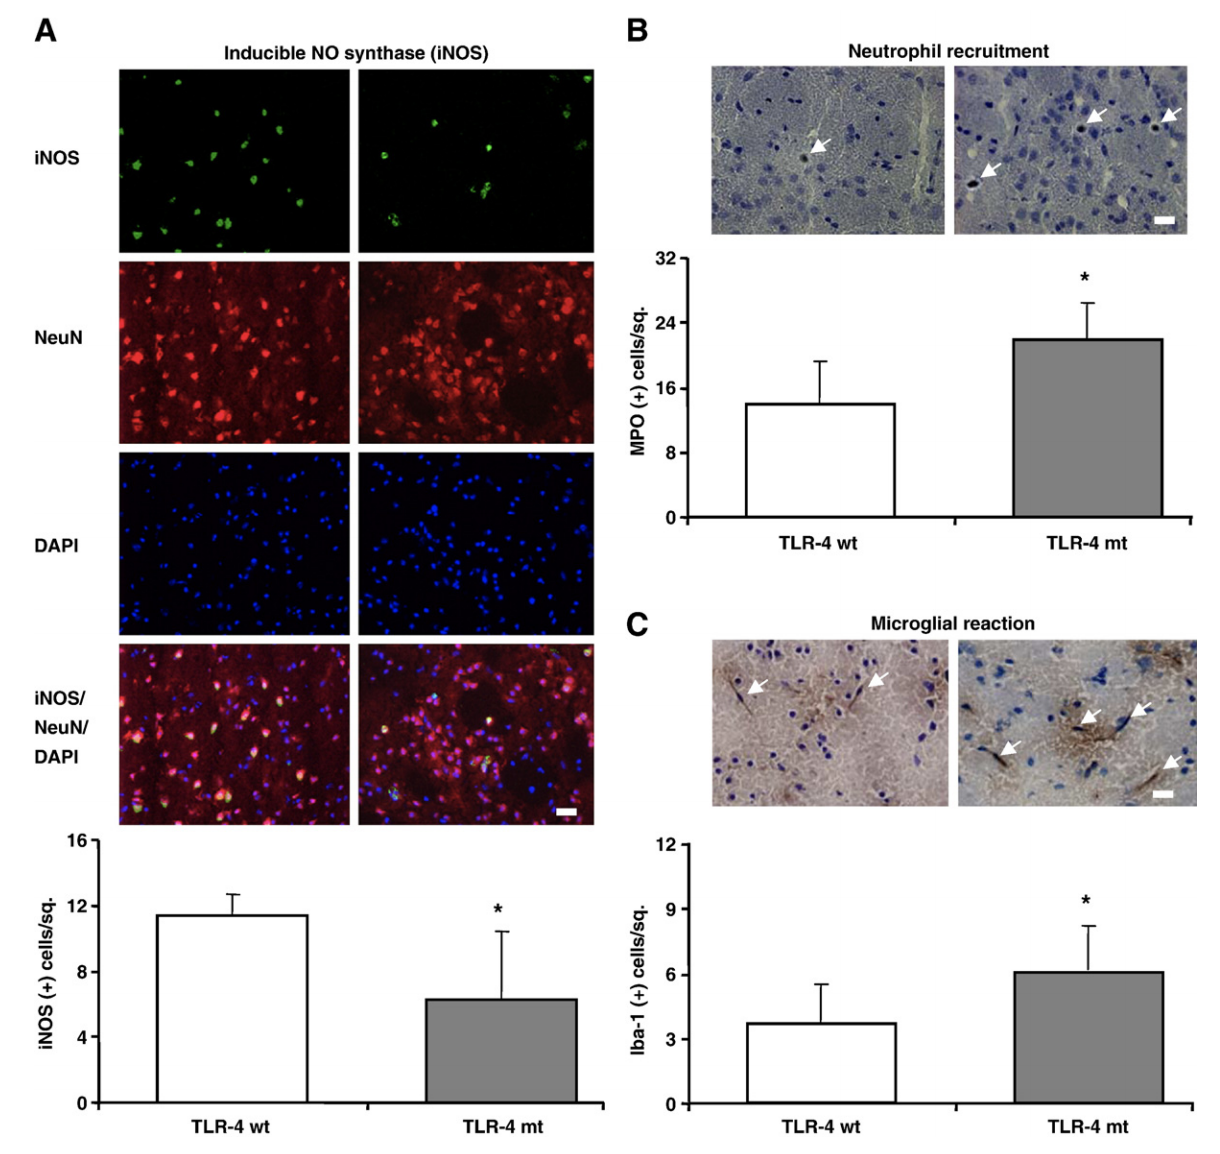 A
Inducible NO synthase (iNOS)
iNOS
NeuN
DAPI
iNOS/
NeuN/
DAPI
16
12
8
4
0
iNOS (+) cells/sq.
*
TLR-4 wt
TLR-4 mt
B
Neutrophil recruitment
32
24
16
8
0
MPO (+) cells/sq.
*
TLR-4 wt
TLR-4 mt
C
Microglial reaction
12
9
6
3
0
Iba-1 (+) cells/sq.
*
TLR-4 wt
TLR-4 mt